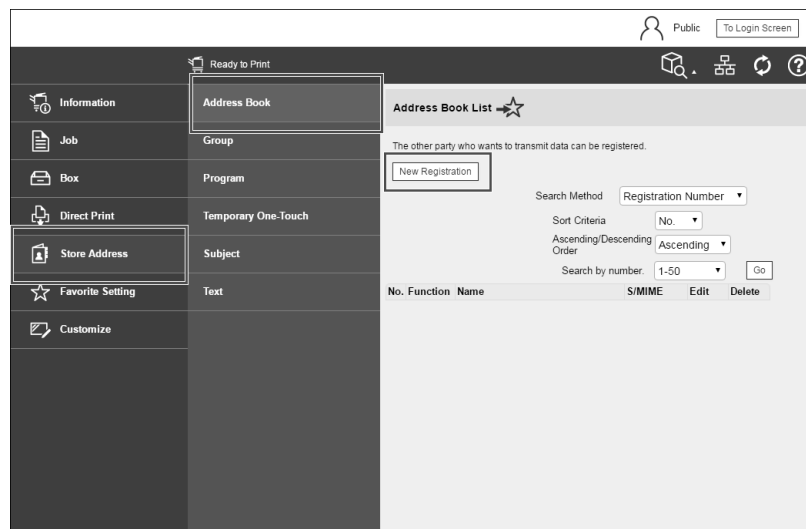 Public To Login Screen
Ready to Print
Information
Job
Box
Direct Print
Store Address
Favorite Setting
Customize
Address Book
Group
Program
Temporary One-Touch
Subject
Text
Address Book List
The other party who wants to transmit data can be registered.
New Registration
Search Method Registration Number
Sort Criteria No.
Ascending/Descending
Order Ascending
Search by number. 1-50 Go
No. Function Name S/MIME Edit Delete